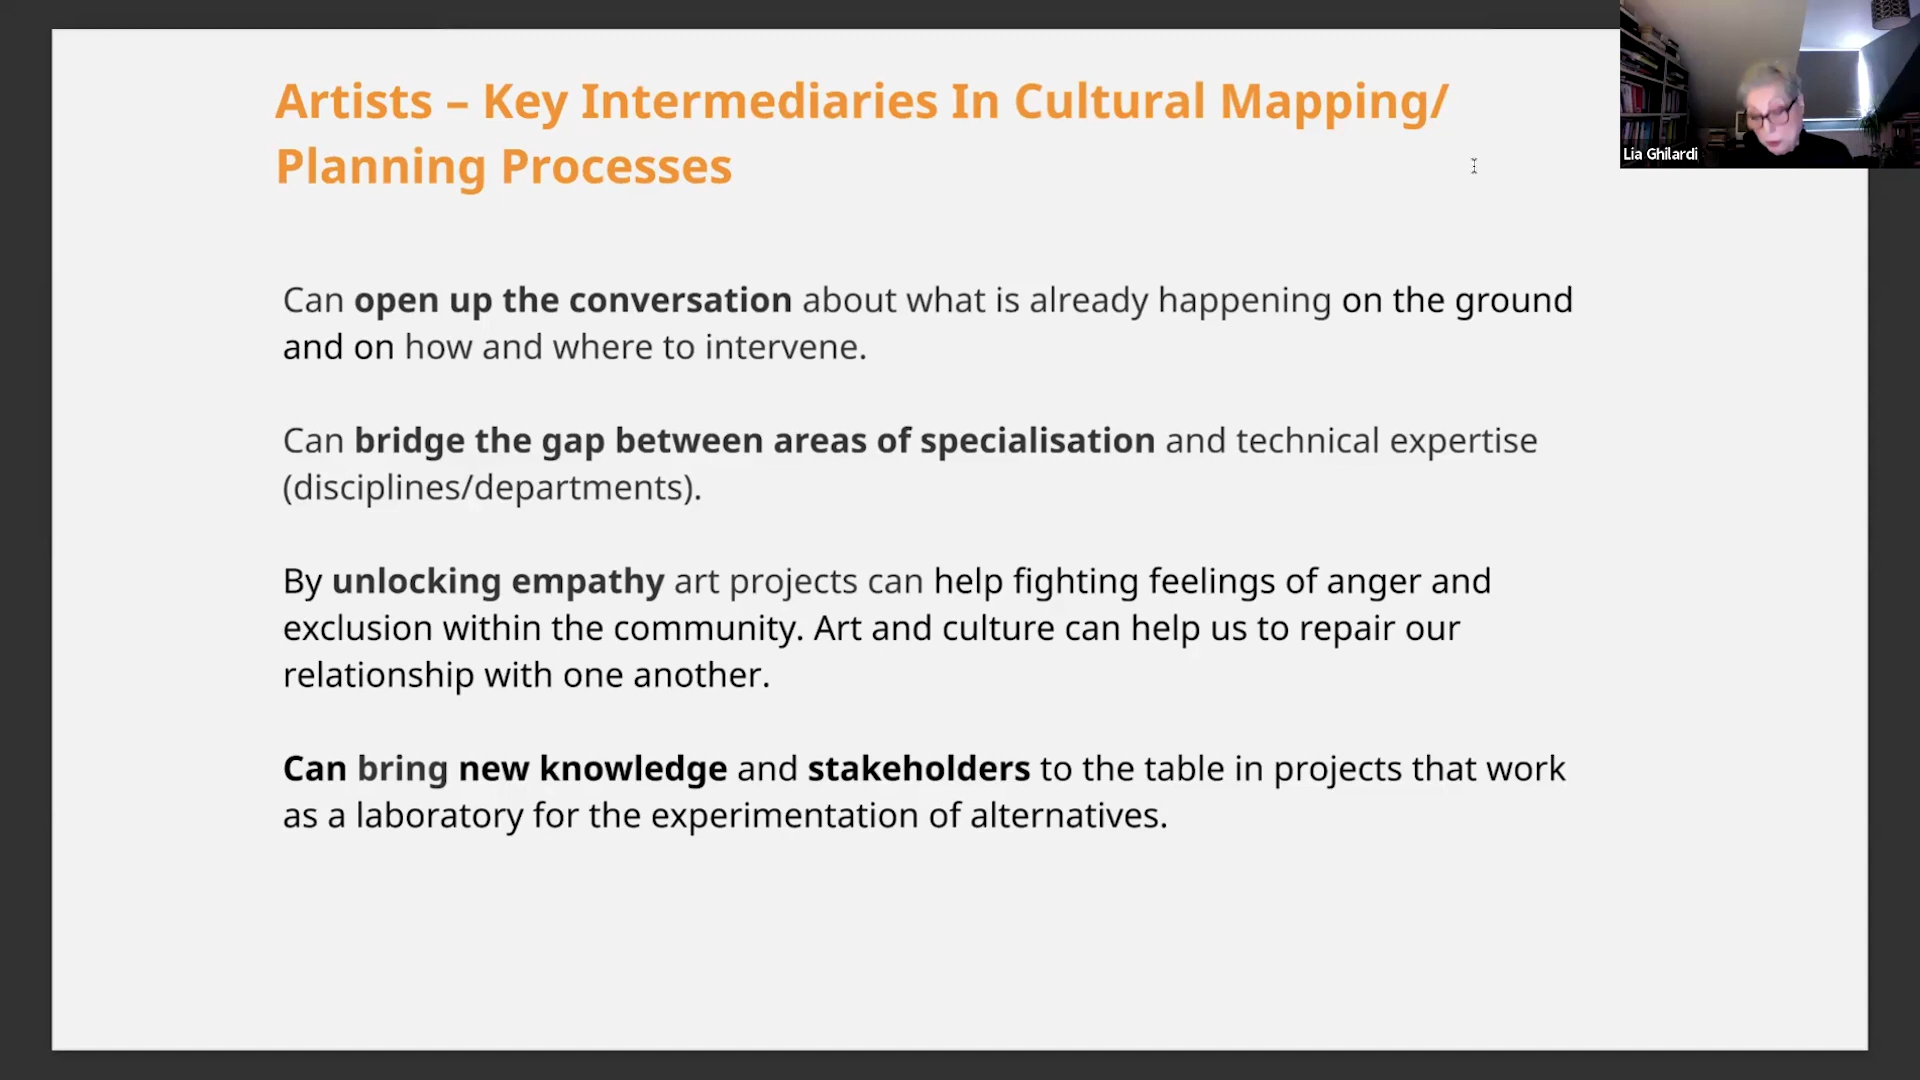 Artists – Key Intermediaries In Cultural Mapping/
Planning Processes
Lia Ghilardi
Can open up the conversation about what is already happening on the ground
and on how and where to intervene.
Can bridge the gap between areas of specialisation and technical expertise
(disciplines/departments).
By unlocking empathy art projects can help fighting feelings of anger and
exclusion within the community. Art and culture can help us to repair our
relationship with one another.
Can bring new knowledge and stakeholders to the table in projects that work
as a laboratory for the experimentation of alternatives.